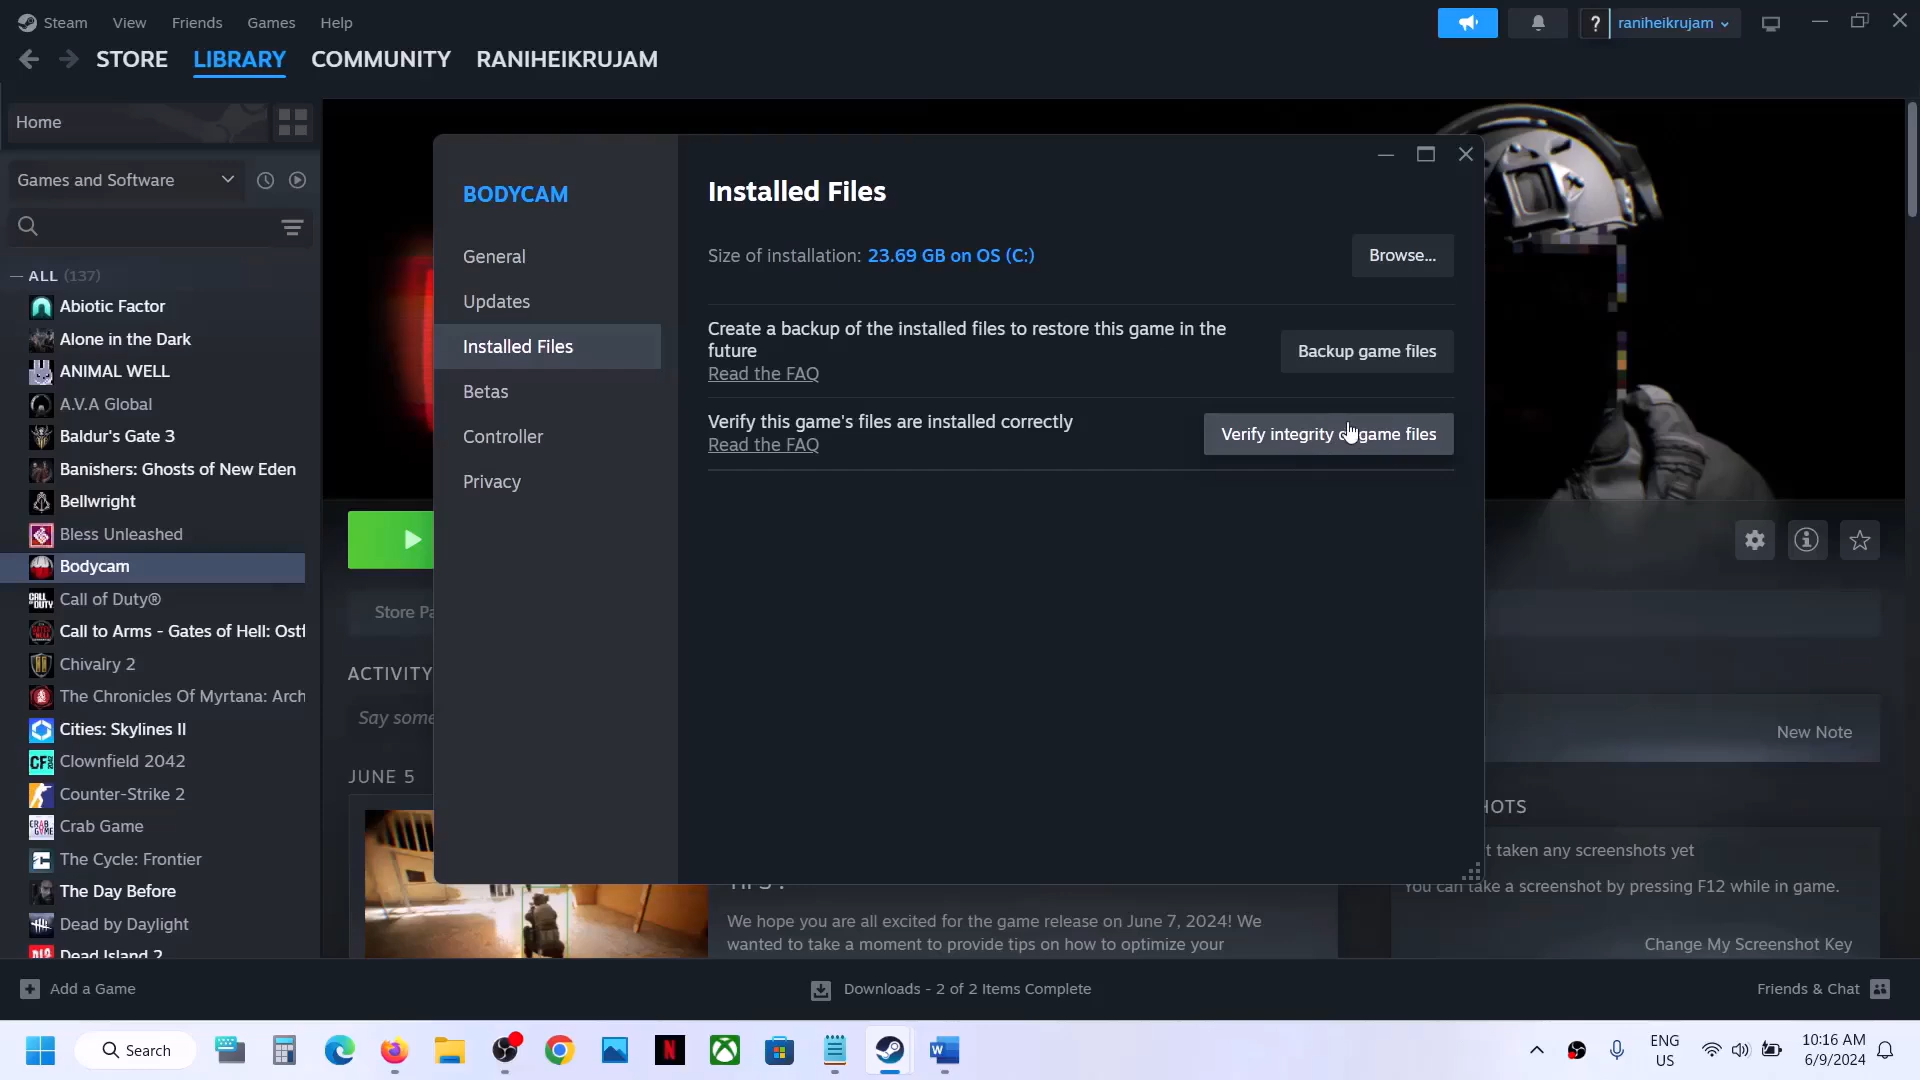 Steam View Friends Games Help
? raniheikrujam
STORE LIBRARY COMMUNITY RANIHEIKRUJAM
Home
Games and Software
ALL (137)
Abiotic Factor
Alone in the Dark
ANIMAL WELL
A.V.A Global
Baldur's Gate 3
Banishers: Ghosts of New Eden
Bellwright
Bless Unleashed
Bodycam
Call of Duty®
Call to Arms - Gates of Hell: Ostf
Chivalry 2
The Chronicles Of Myrtana: Arch
Cities: Skylines II
Clownfield 2042
Counter-Strike 2
Crab Game
The Cycle: Frontier
The Day Before
Dead by Daylight
Dead Island 2
BODYCAM
General
Updates
Installed Files
Betas
Controller
Privacy
Installed Files
Size of installation: 23.69 GB on OS (C:)
Browse...
Create a backup of the installed files to restore this game in the
future
Read the FAQ
Backup game files
Verify this game's files are installed correctly
Read the FAQ
Verify integrity game files
Store Pa
ACTIVITY
Say some
JUNE 5
We hope you are all excited for the game release on June 7, 2024! We
wanted to take a moment to provide tips on how to optimize your
New Note
HOTS
t taken any screenshots yet
You can take a screenshot by pressing F12 while in game.
Change My Screenshot Key
Add a Game
Downloads - 2 of 2 Items Complete
Friends & Chat
Search
ENG
US
10:16 AM
6/9/2024